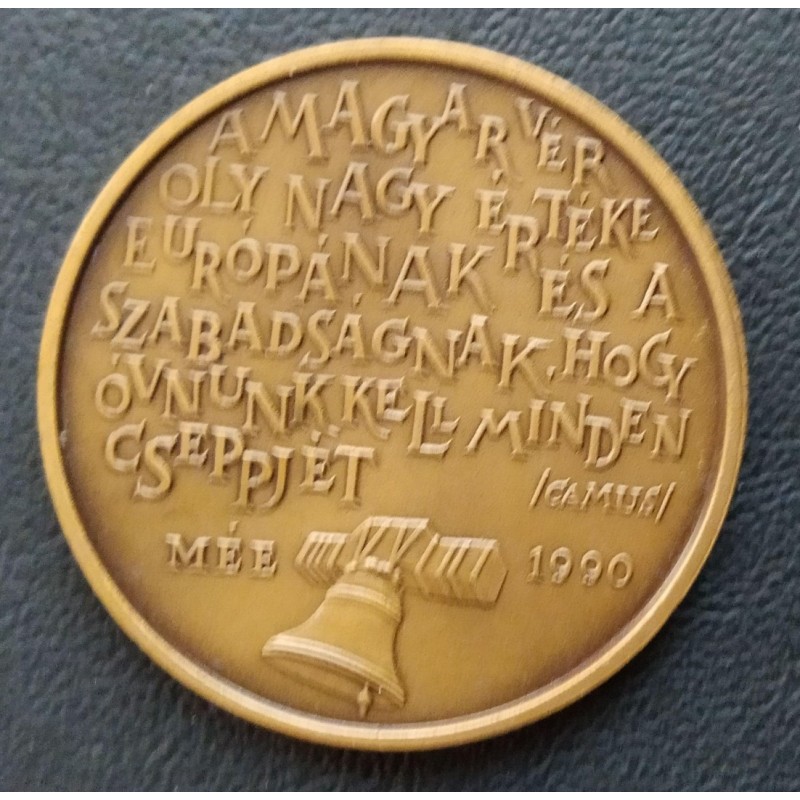 A MAGYAR VÉR
OLY NAGY ÉRTÉKE
EURÓPÁNAK ÉS A
SZABADSÁGNAK, HOGY
ÓVNUNK KELL MINDEN
CSEPPJÉT
/CAMUS/
MÉE 1990